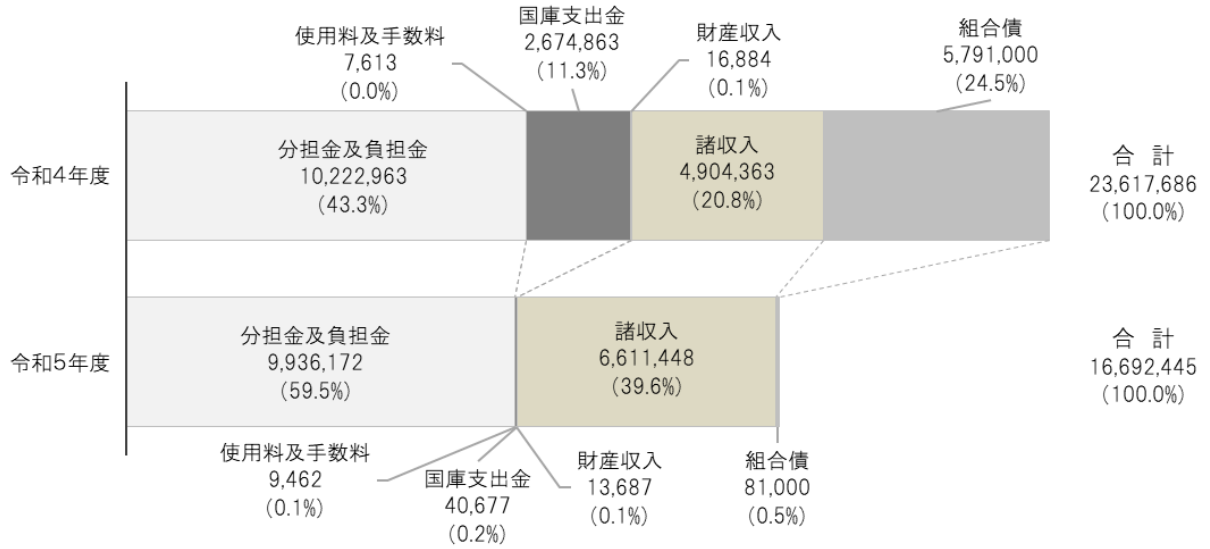 使用料及手数料
7,613
(0.0%)
国庫支出金
2,674,863
(11.3%)
財産収入
16,884
(0.1%)
組合債
5,791,000
(24.5%)
令和4年度
分担金及負担金
10,222,963
(43.3%)
諸収入
4,904,363
(20.8%)
合 計
23,617,686
(100.0%)
令和5年度
分担金及負担金
9,936,172
(59.5%)
諸収入
6,611,448
(39.6%)
合 計
16,692,445
(100.0%)
使用料及手数料
9,462
(0.1%)
国庫支出金
40,677
(0.2%)
財産収入
13,687
(0.1%)
組合債
81,000
(0.5%)